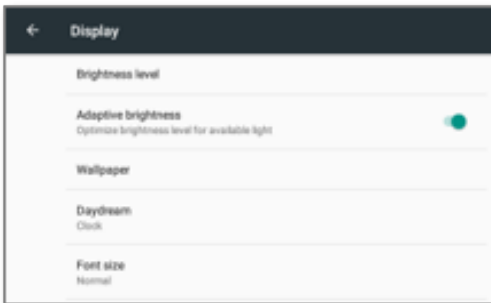 Display
Brightness level
Adaptive brightness
Optimize brightness level for available light
Wallpaper
Daydream
Clock
Font size
Normal